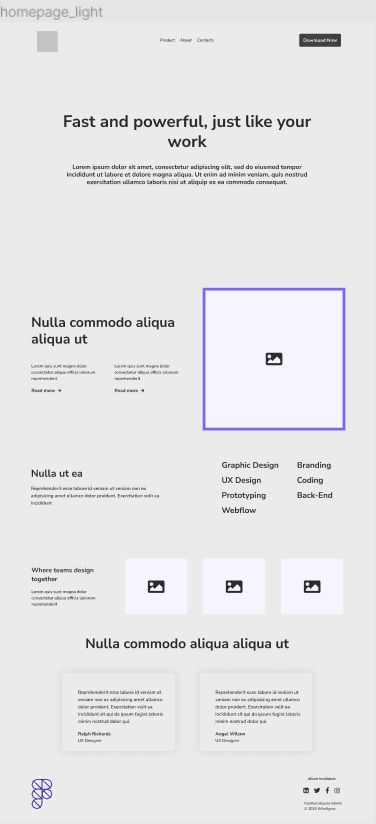 homepage_light
Product About Contacts
Download Now
Fast and powerful, just like your
work
Lorem ipsum dolor sit amet, consectetur adipiscing elit, sed do eiusmod tempor
incididunt ut labore et dolore magna aliqua. Ut enim ad minim veniam, quis nostrud
exercitation ullamco laboris nisi ut aliquip ex ea commodo consequat.
Nulla commodo aliqua
aliqua ut
Lorem quis sunt magna dolor
consectetur aliqua officia laborum
reprehenderit
Read more →
Lorem quis sunt magna dolor
consectetur aliqua officia laborum
reprehenderit
Read more →
Nulla ut ea
Reprehenderit esse labore id veniam ut veniam non ex
adipisicing amet ullamco dolor proident. Exercitation velit ea
incididunt
Graphic Design
UX Design
Prototyping
Webflow
Branding
Coding
Back-End
Where teams design
together
Lorem quis sunt magna dolor
consectetur aliqua officia laborum
reprehenderit
Nulla commodo aliqua aliqua ut
Reprehenderit esse labore id veniam ut
veniam non ex adipisicing amet ullamco
dolor proident. Exercitation velit ea
incididunt sit qui do ipsum fugiat laboris
minim nostrud dolor qui
Ralph Richards
UX Designer
Reprehenderit esse labore id veniam ut
veniam non ex adipisicing amet ullamco
dolor proident. Exercitation velit ea
incididunt sit qui do ipsum fugiat laboris
minim nostrud dolor qui
Angel Wilson
UX Designer